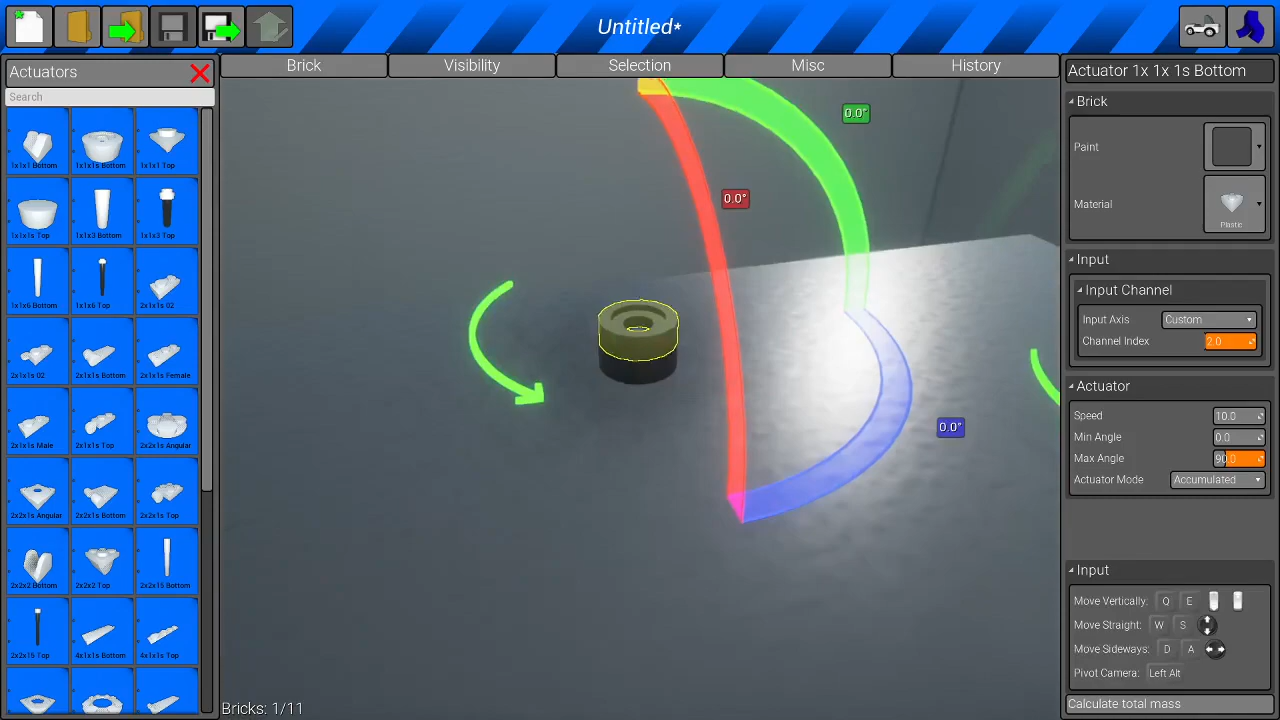 Untitled*
Actuators
Search
1x1x1 Bottom
1x1x1s Bottom
1x1x1 Top
1x1x1s Top
1x1x3 Bottom
1x1x3 Top
1x1x6 Bottom
1x1x6 Top
2x1x1s 02
2x1x1s 02
2x1x1s Bottom
2x1x1s Female
2x1x1s Male
2x1x1s Top
2x2x1s Angular
2x2x1s Angular
2x2x1s Bottom
2x2x1s Top
2x2x2 Bottom
2x2x2 Top
2x2x15 Bottom
2x2x15 Top
4x1x1s Bottom
4x1x1s Top
Brick
Visibility
Selection
Misc
History
0.0°
0.0°
0.0°
Bricks: 1/11
Actuator 1x 1x 1s Bottom
Brick
Paint
Material
Plastic
Input
Input Channel
Input Axis Custom
Channel Index 2.0
Actuator
Speed 10.0
Min Angle 0.0
Max Angle 90.0
Actuator Mode Accumulated
Input
Move Vertically: Q E
Move Straight: W S
Move Sideways: D A
Pivot Camera: Left Alt
Calculate total mass